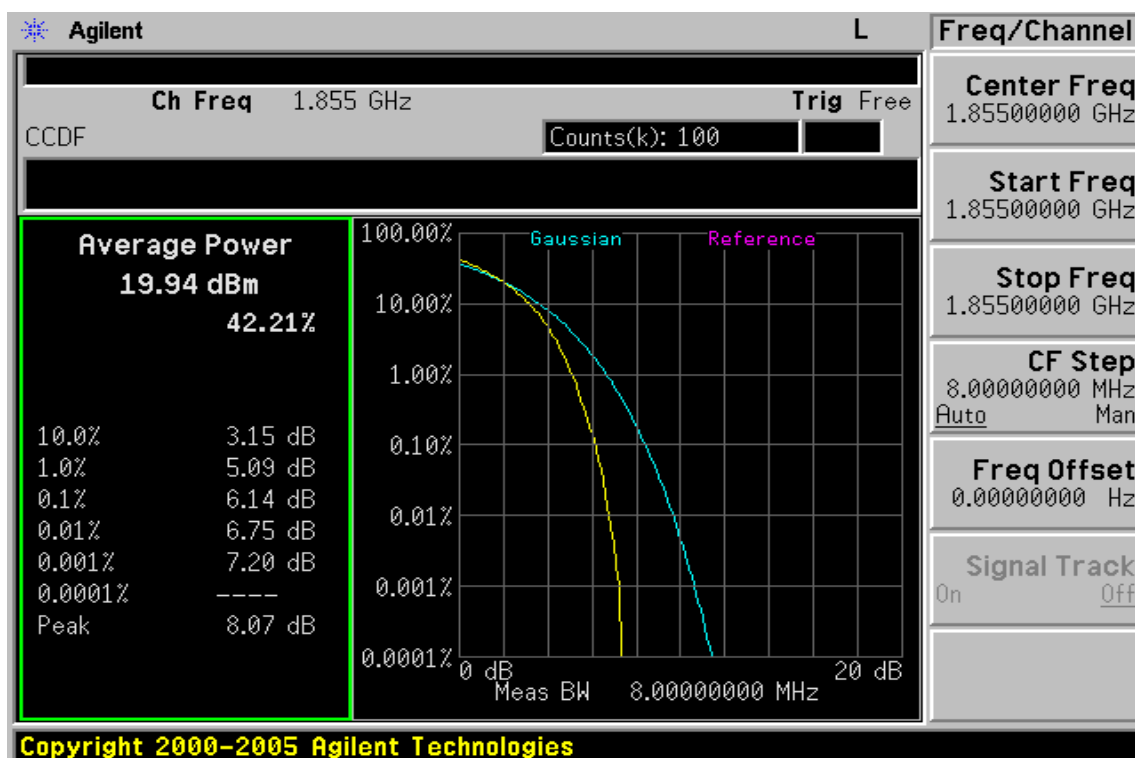 Agilent L Freq/Channel
Ch Freq 1.855 GHz Trig Free
CCDF Counts(k): 100
Average Power
19.94 dBm
42.21%
10.0% 3.15 dB
1.0% 5.09 dB
0.1% 6.14 dB
0.01% 6.75 dB
0.001% 7.20 dB
0.0001% ----
Peak 8.07 dB
Gaussian Reference
100.00%
10.00%
1.00%
0.10%
0.01%
0.001%
0.0001%
0 dB 20 dB
Meas BW 8.00000000 MHz
Center Freq
1.85500000 GHz
Start Freq
1.85500000 GHz
Stop Freq
1.85500000 GHz
CF Step
8.00000000 MHz
Auto Man
Freq Offset
0.00000000 Hz
Signal Track
On Off
Copyright 2000-2005 Agilent Technologies